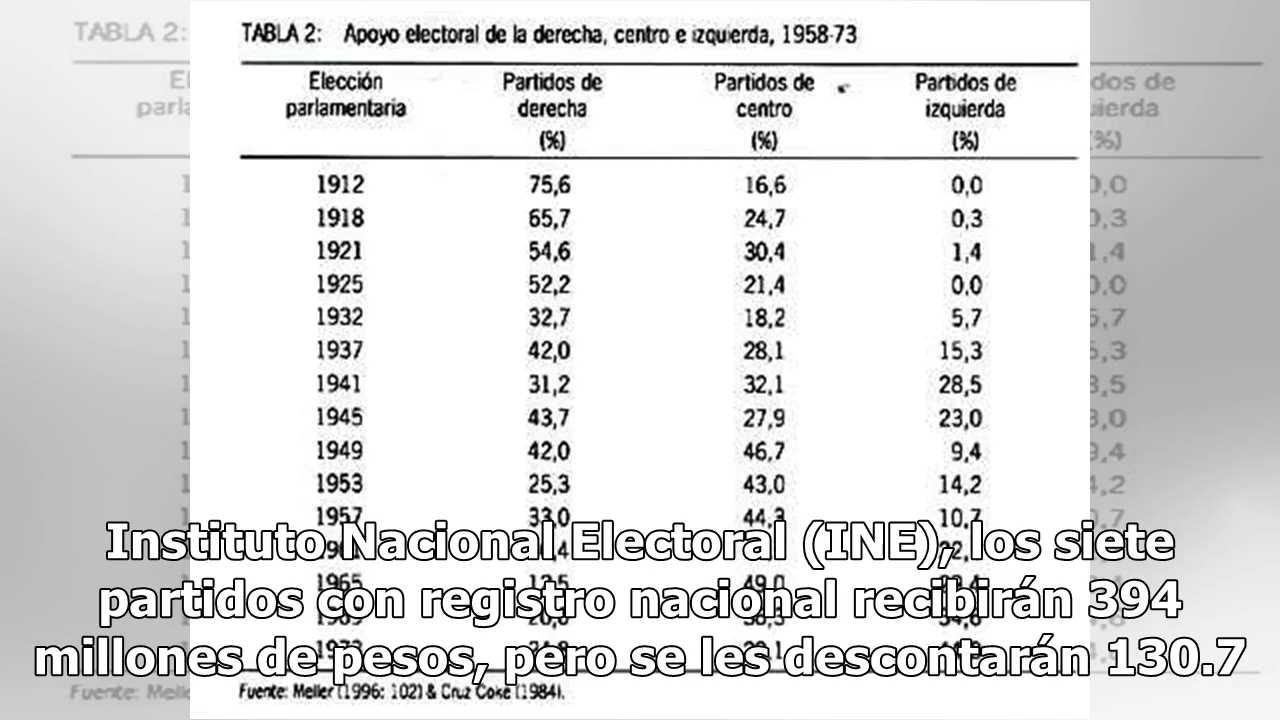 TABLA 2: Apoyo electoral de la derecha, centro e izquierda, 1958-73
Elección parlamentaria Partidos de derecha (%) Partidos de centro (%) Partidos de izquierda (%)
1912 75,6 16,6 0,0
1918 65,7 24,7 0,3
1921 54,6 30,4 1,4
1925 52,2 21,4 0,0
1932 32,7 18,2 5,7
1937 42,0 28,1 15,3
1941 31,2 32,1 28,5
1945 43,7 27,9 23,0
1949 42,0 46,7 9,4
1953 25,3 43,0 14,2
1957 33,0 44,3 10,7
Instituto Nacional Electoral (INE), los siete
partidos con registro nacional recibirán 394
millones de pesos, pero se les descontarán 130.7
Fuente: Meller (1996: 102) & Cruz Coke (1984).